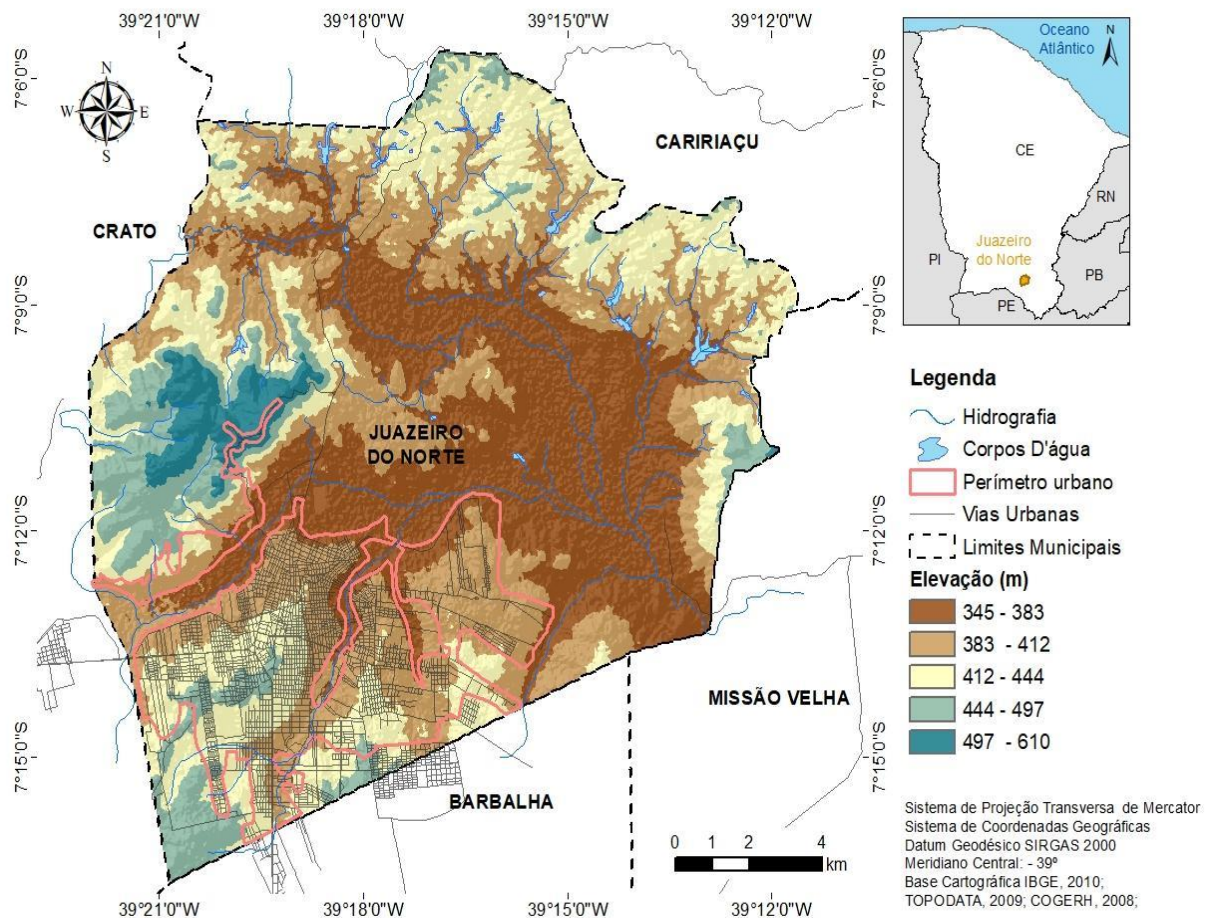 39°21'0"W
39°18'0"W
39°15'0"W
39°12'0"W
7°6'0"S
7°6'0"S
N
W
E
S
CARIRIAÇU
CRATO
7°9'0"S
7°9'0"S
JUAZEIRO
DO NORTE
7°12'0"S
7°12'0"S
MISSÃO VELHA
7°15'0"S
7°15'0"S
BARBALHA
0 1 2 4
km
39°21'0"W
39°18'0"W
39°15'0"W
39°12'0"W
Oceano
Atlântico
N
CE
RN
Juazeiro
do Norte
PI
PB
PE
Legenda
Hidrografia
Corpos D'água
Perímetro urbano
Vias Urbanas
Limites Municipais
Elevação (m)
345 - 383
383 - 412
412 - 444
444 - 497
497 - 610
Sistema de Projeção Transversa de Mercator
Sistema de Coordenadas Geográficas
Datum Geodésico SIRGAS 2000
Meridiano Central: - 39º
Base Cartográfica IBGE, 2010;
TOPODATA, 2009; COGERH, 2008;